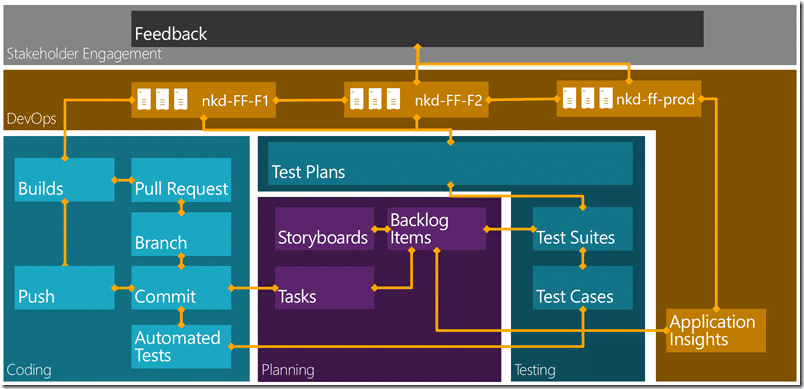 Feedback
Stakeholder Engagement
nkd-FF-F1
nkd-FF-F2
nkd-ff-prod
DevOps
Builds
Pull Request
Branch
Push
Commit
Automated
Tests
Coding
Test Plans
Storyboards
Backlog
Items
Tasks
Planning
Test Suites
Test Cases
Testing
Application
Insights